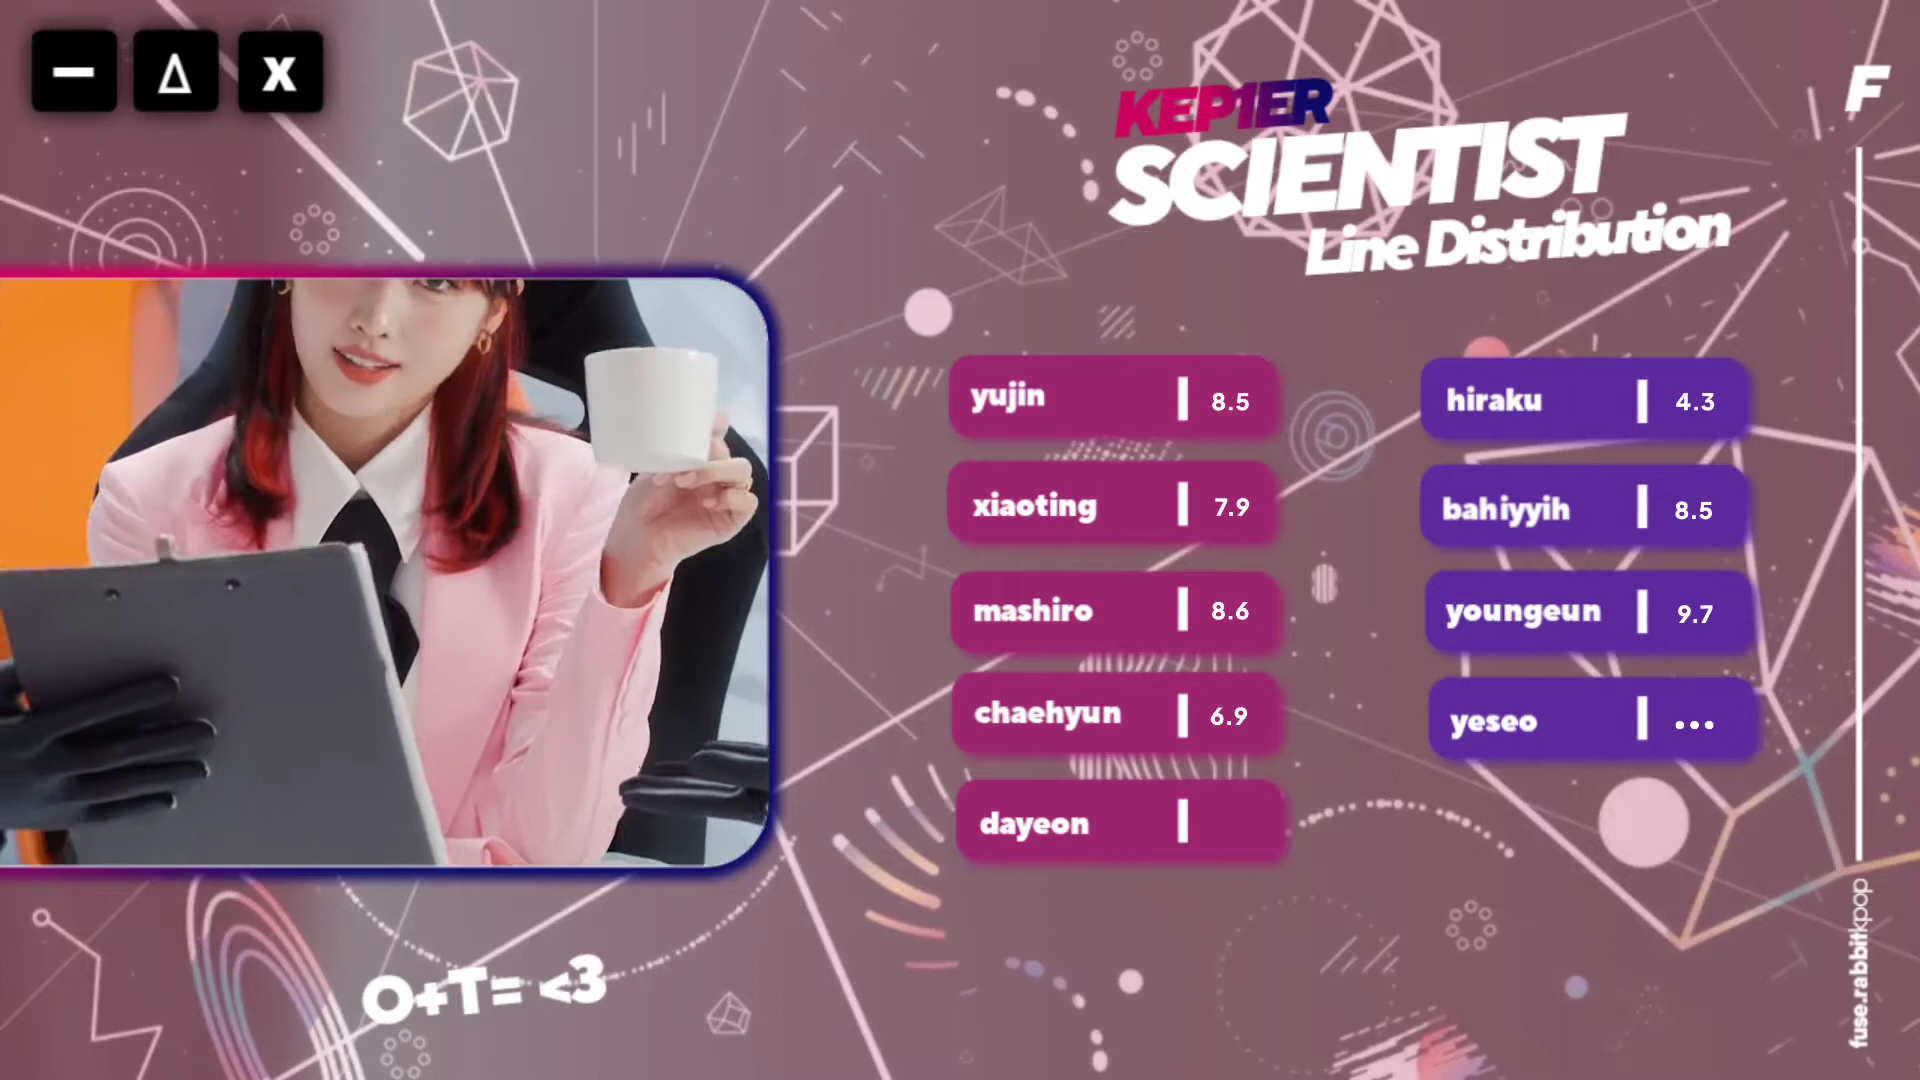 – Δ X
KEP1ER
SCIENTIST
Line Distribution
F
yujin 8.5
xiaoting 7.9
mashiro 8.6
chaehyun 6.9
dayeon
hiraku 4.3
bahiyyih 8.5
youngeun 9.7
yeseo ...
O+T= <3
fuse.rabbitkpop